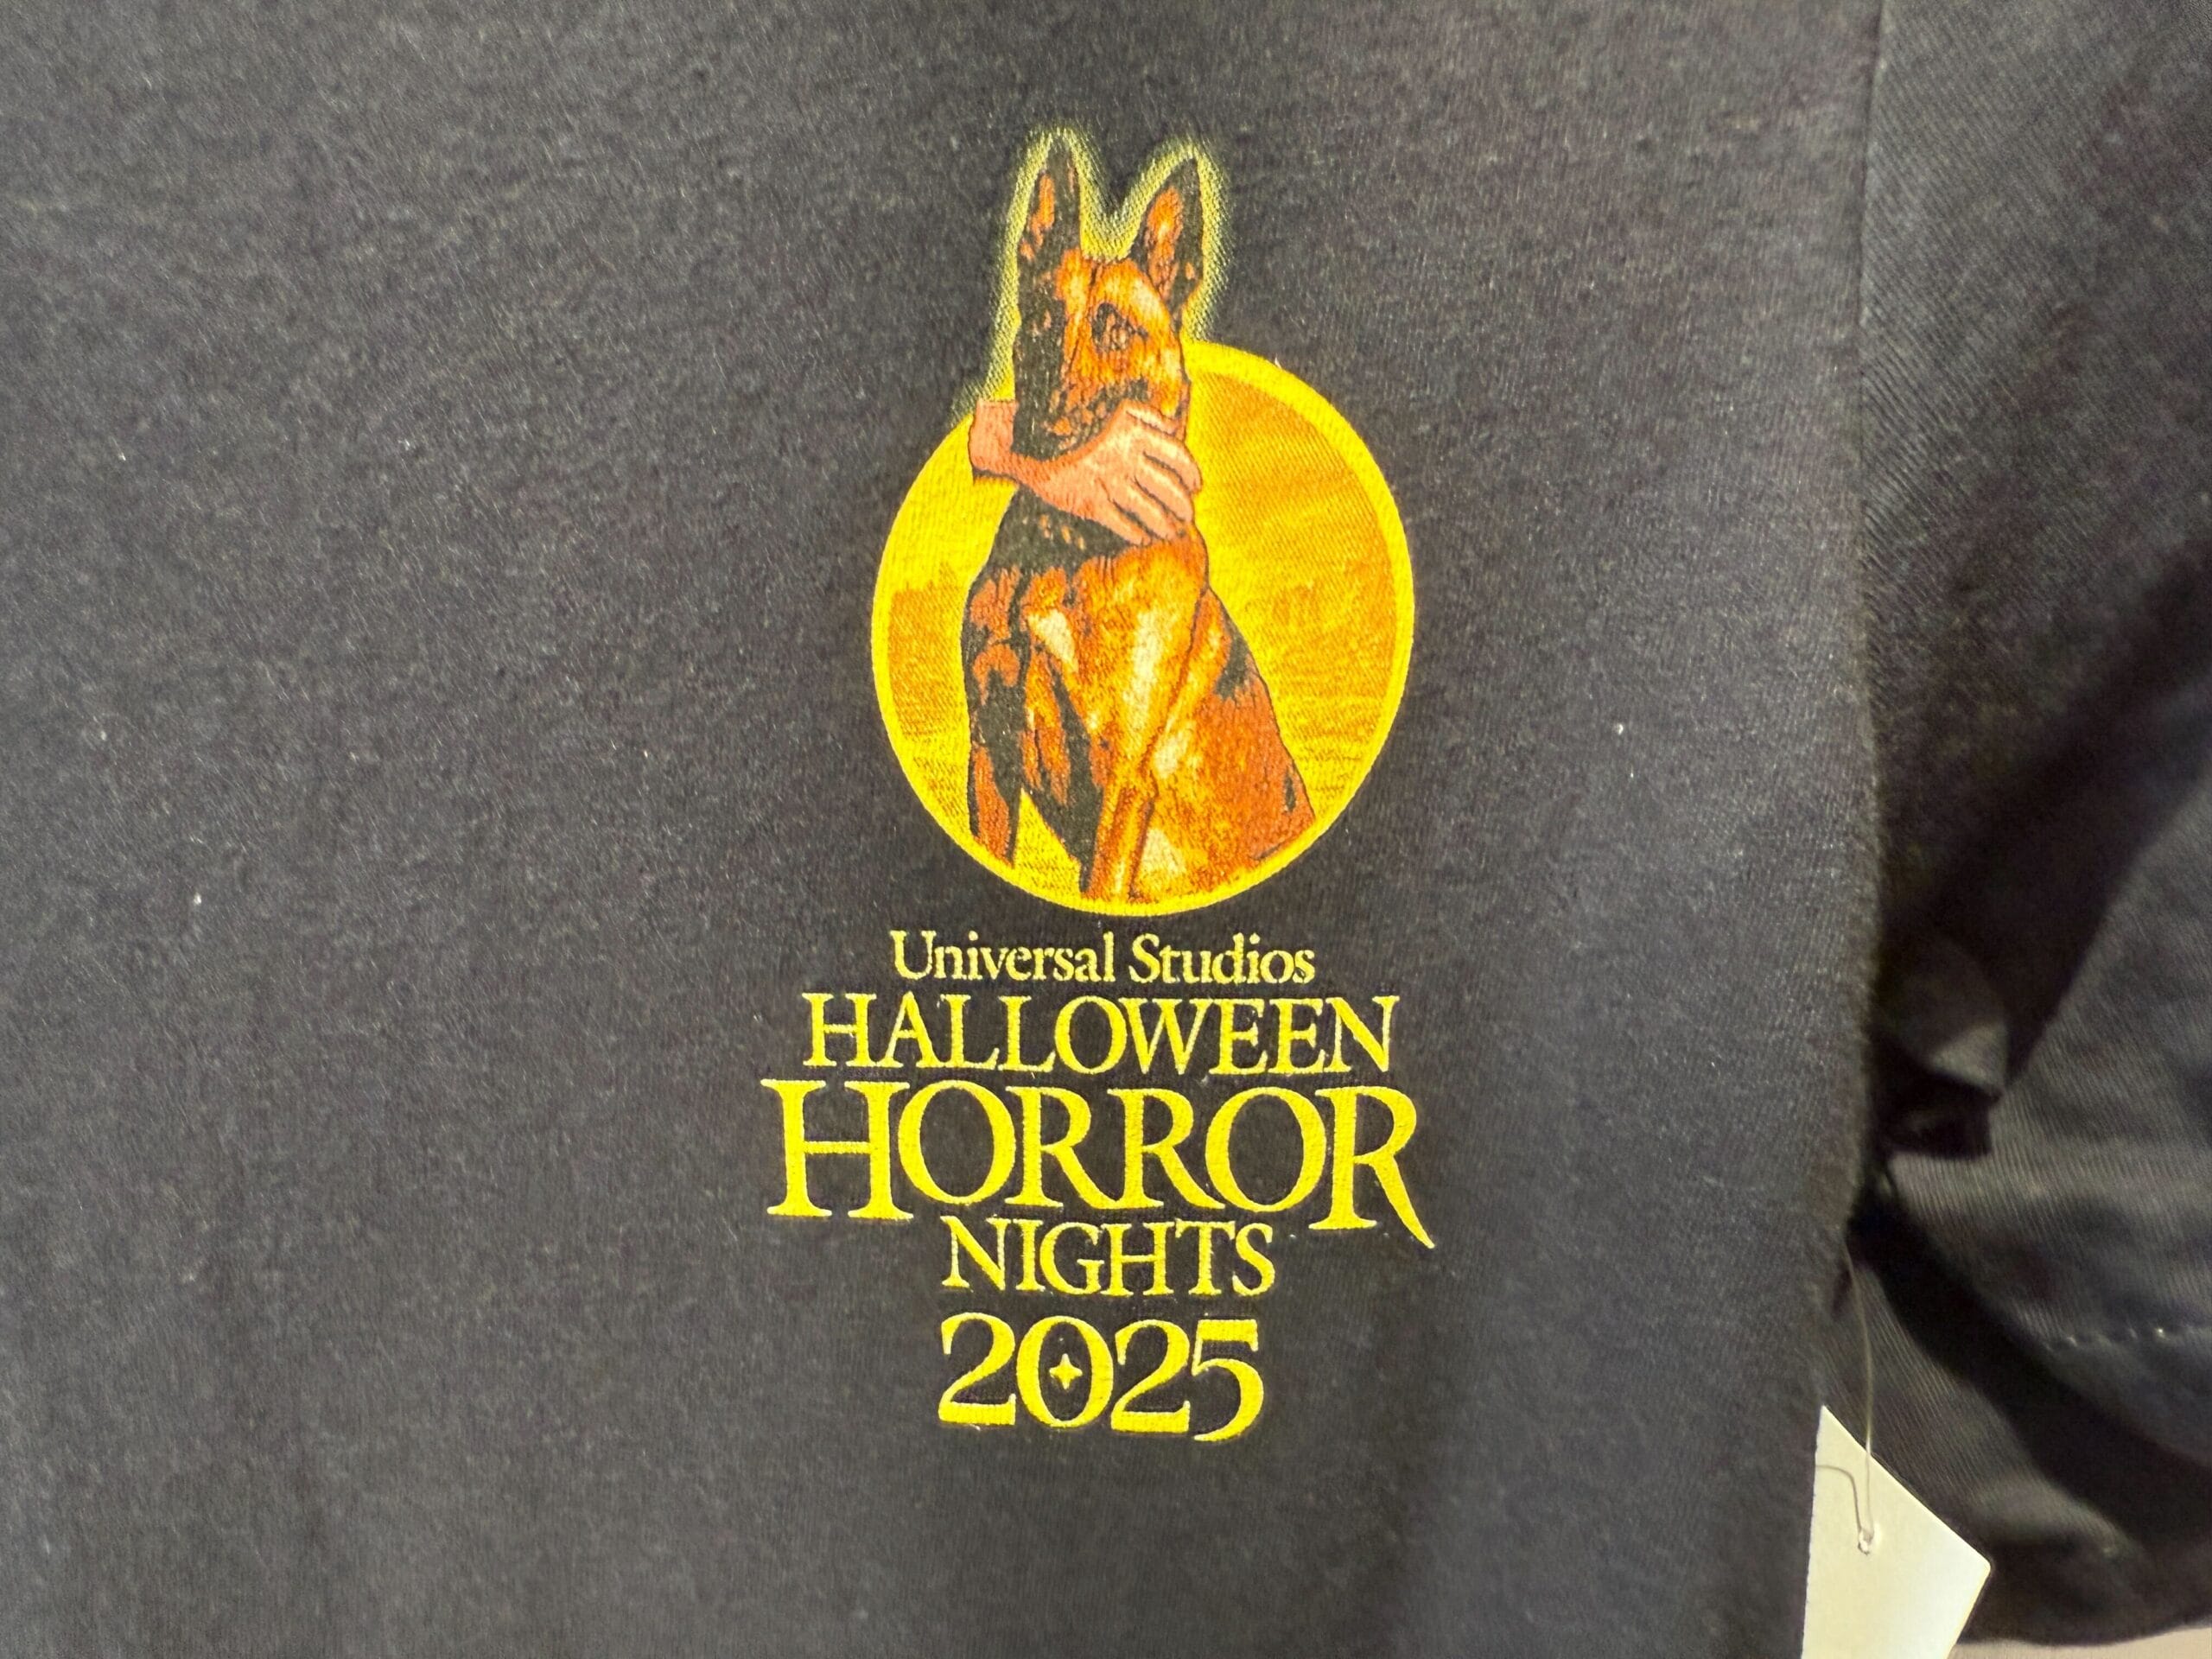 Universal Studios
HALLOWEEN
HORROR
NIGHTS
2025